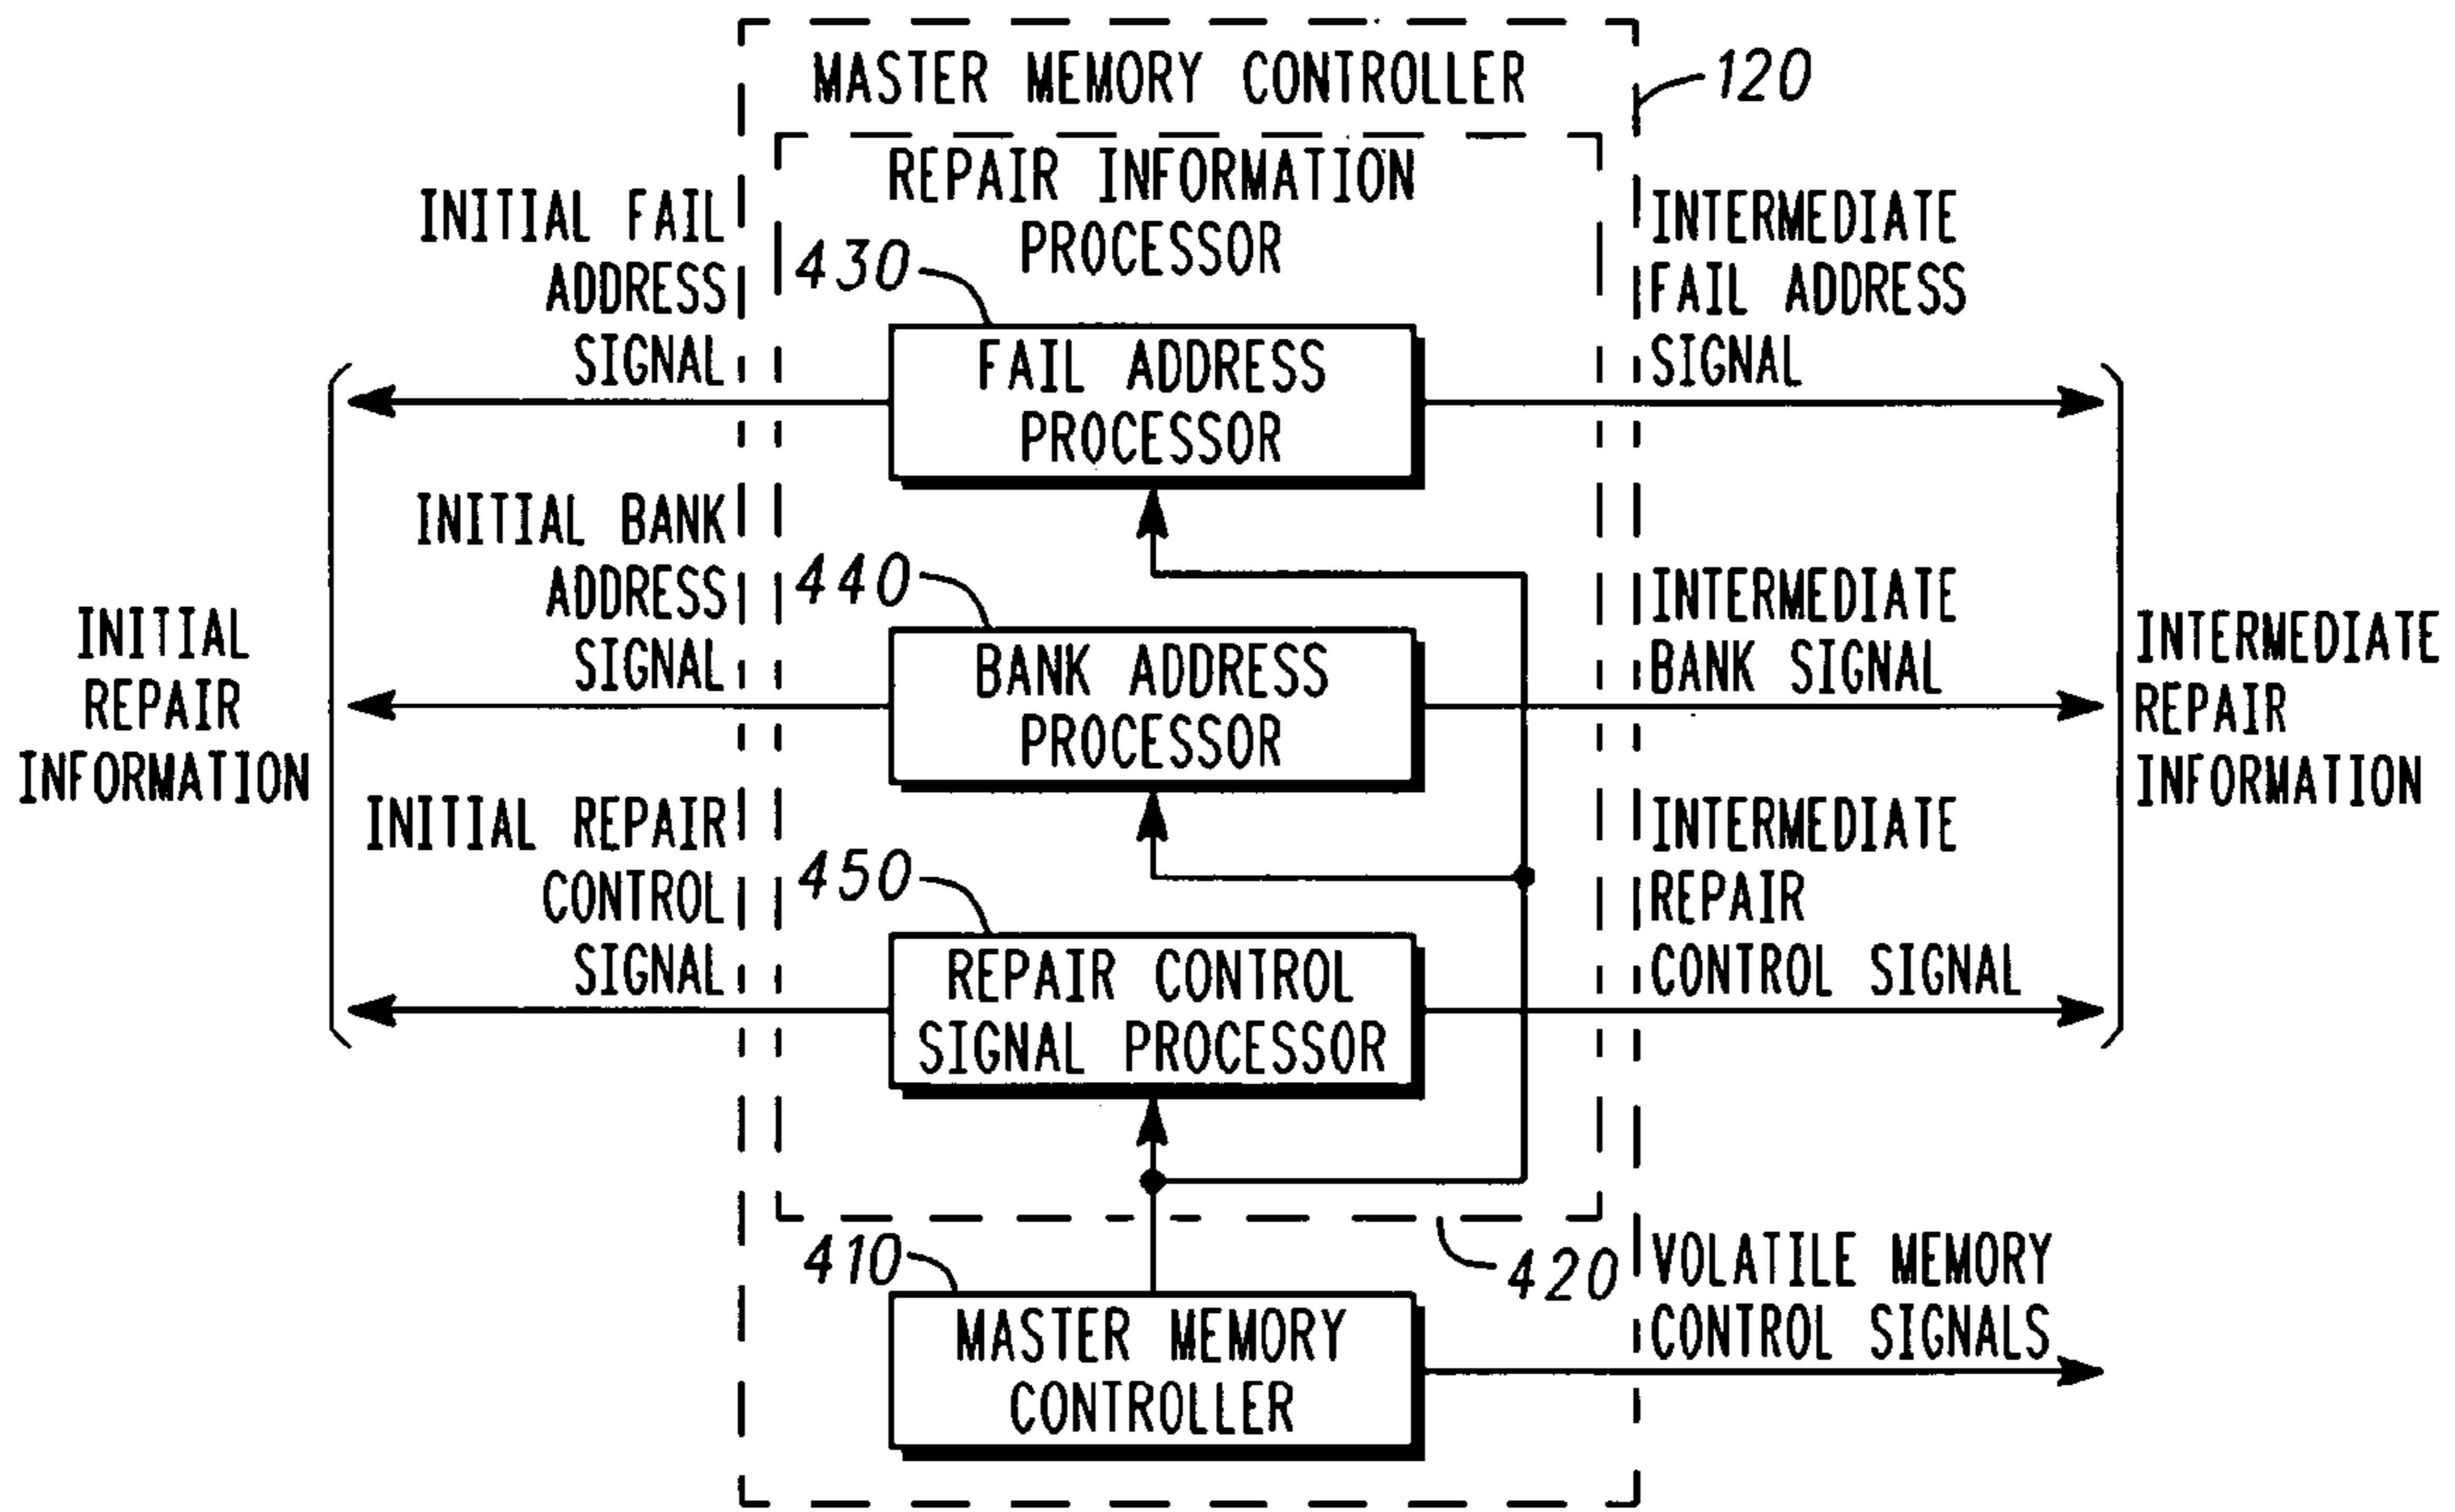 MASTER MEMORY CONTROLLER
120
REPAIR INFORMATION
PROCESSOR
INITIAL FAIL
ADDRESS
SIGNAL
430
INTERMEDIATE
FAIL ADDRESS
SIGNAL
FAIL ADDRESS
PROCESSOR
INITIAL BANK
ADDRESS
SIGNAL
440
INTERMEDIATE
BANK SIGNAL
BANK ADDRESS
PROCESSOR
INITIAL
REPAIR
INFORMATION
INTERMEDIATE
REPAIR
INFORMATION
INITIAL REPAIR
CONTROL
SIGNAL
450
INTERMEDIATE
REPAIR
CONTROL SIGNAL
REPAIR CONTROL
SIGNAL PROCESSOR
410
420
VOLATILE MEMORY
CONTROL SIGNALS
MASTER MEMORY
CONTROLLER